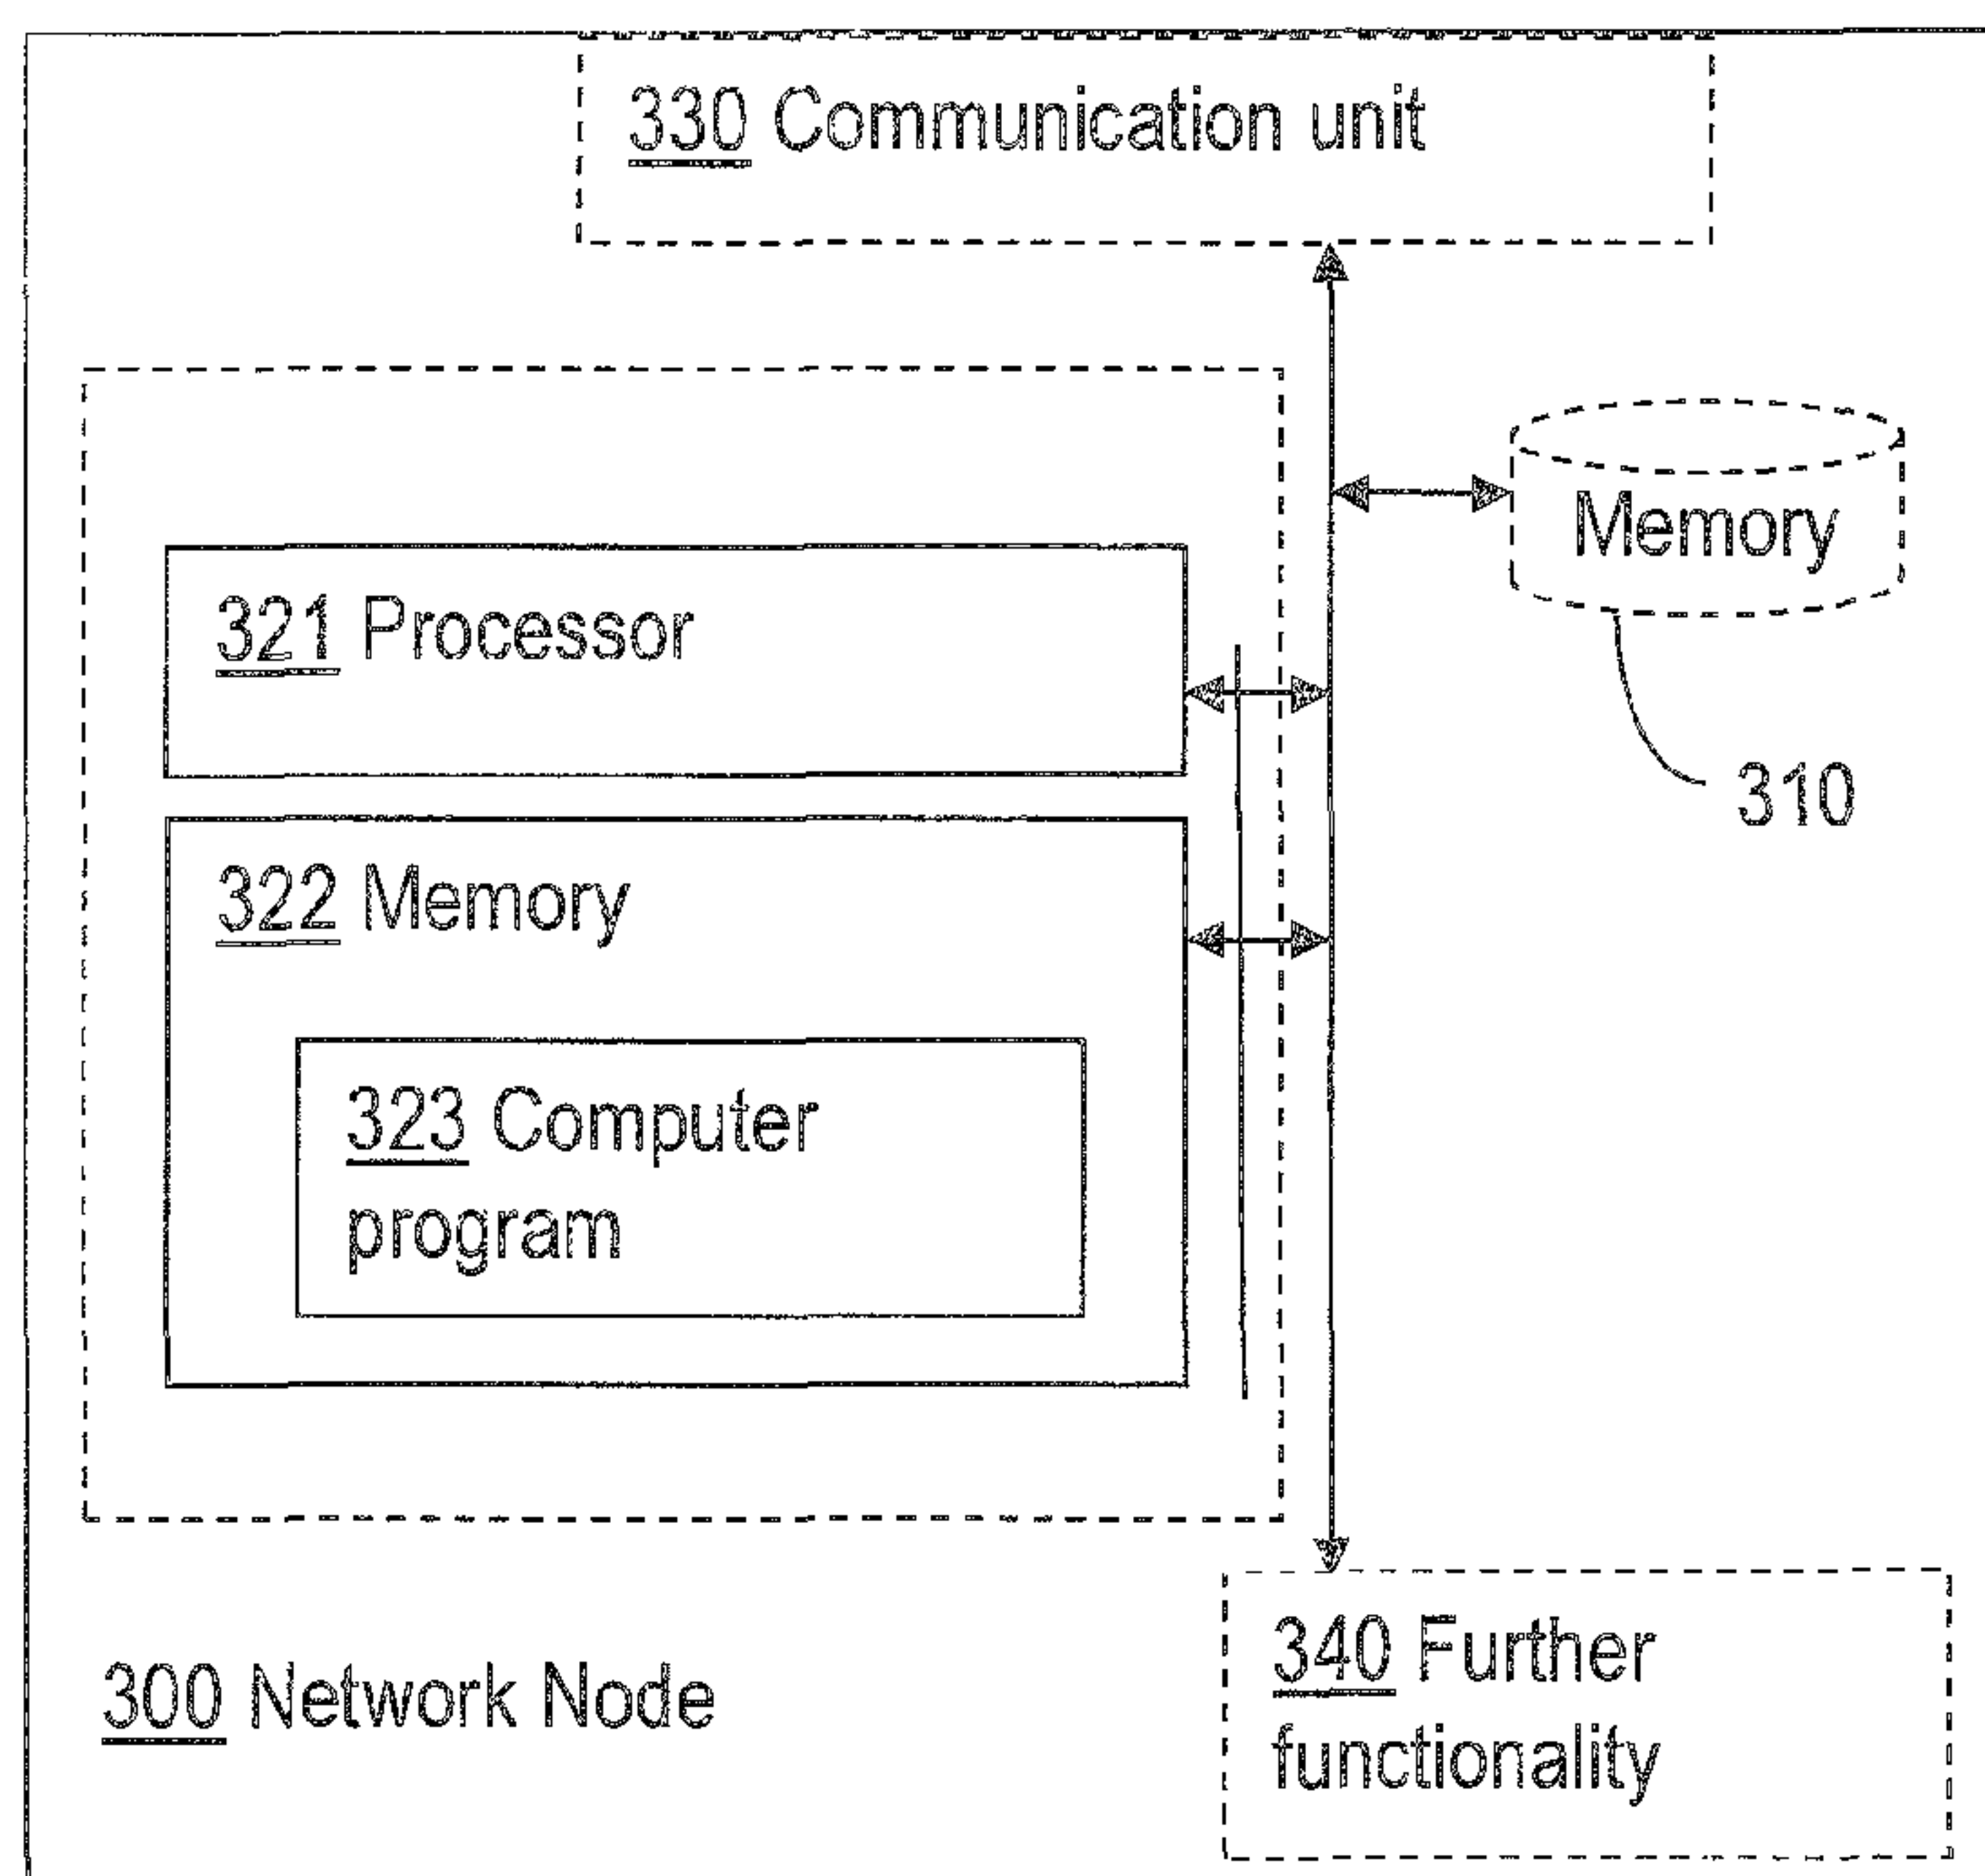 330 Communication unit
Memory
321 Processor
310
322 Memory
323 Computer
program
300 Network Node
340 Further
functionality